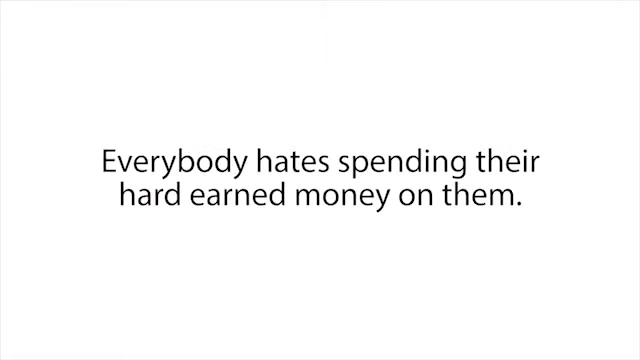 Everybody hates spending their
hard earned money on them.